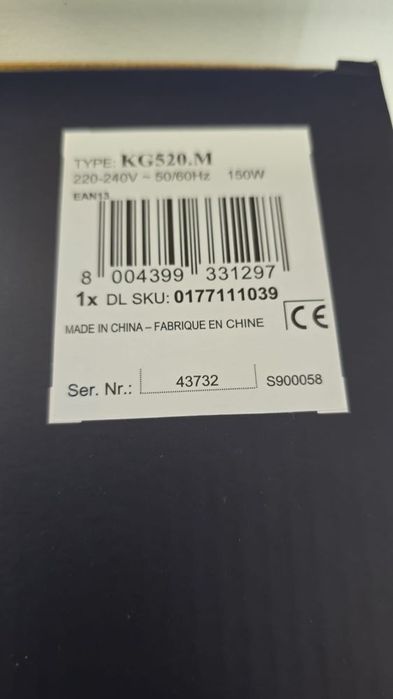 TYPE: KG520.M
220-240V ~ 50/60Hz 150W
EAN13
8 004399 331297
1x DL SKU: 0177111039
MADE IN CHINA – FABRIQUE EN CHINE CE
Ser. Nr.: 43732 S900058